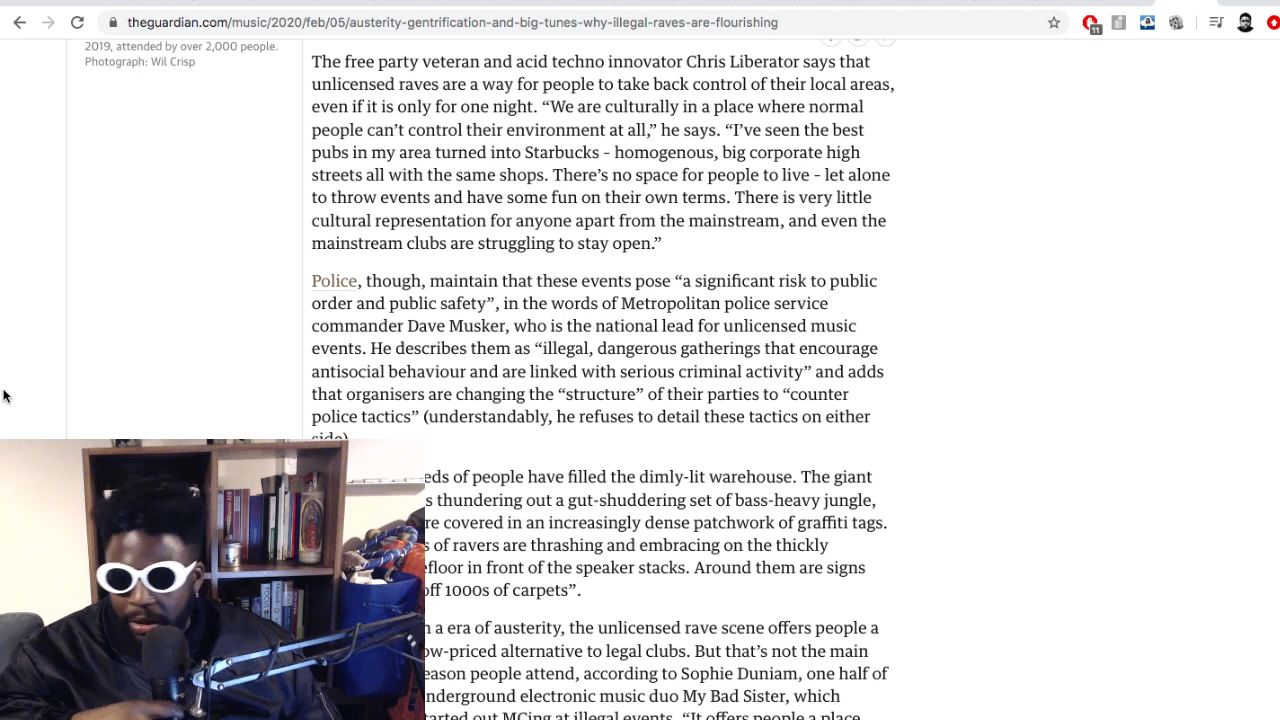 theguardian.com/music/2020/feb/05/austerity-gentrification-and-big-tunes-why-illegal-raves-are-flourishing
11
2019, attended by over 2,000 people.
Photograph: Wil Crisp
The free party veteran and acid techno innovator Chris Liberator says that
unlicensed raves are a way for people to take back control of their local areas,
even if it is only for one night. “We are culturally in a place where normal
people can’t control their environment at all,” he says. “I’ve seen the best
pubs in my area turned into Starbucks – homogenous, big corporate high
streets all with the same shops. There’s no space for people to live – let alone
to throw events and have some fun on their own terms. There is very little
cultural representation for anyone apart from the mainstream, and even the
mainstream clubs are struggling to stay open.”
Police, though, maintain that these events pose “a significant risk to public
order and public safety”, in the words of Metropolitan police service
commander Dave Musker, who is the national lead for unlicensed music
events. He describes them as “illegal, dangerous gatherings that encourage
antisocial behaviour and are linked with serious criminal activity” and adds
that organisers are changing the “structure” of their parties to “counter
police tactics” (understandably, he refuses to detail these tactics on either
side).
eds of people have filled the dimly-lit warehouse. The giant
s thundering out a gut-shuddering set of bass-heavy jungle,
re covered in an increasingly dense patchwork of graffiti tags.
s of ravers are thrashing and embracing on the thickly
efloor in front of the speaker stacks. Around them are signs
off 1000s of carpets”.
n a era of austerity, the unlicensed rave scene offers people a
ow-priced alternative to legal clubs. But that’s not the main
eason people attend, according to Sophie Duniam, one half of
nderground electronic music duo My Bad Sister, which
tarted out MCing at illegal events. “It offers people a place